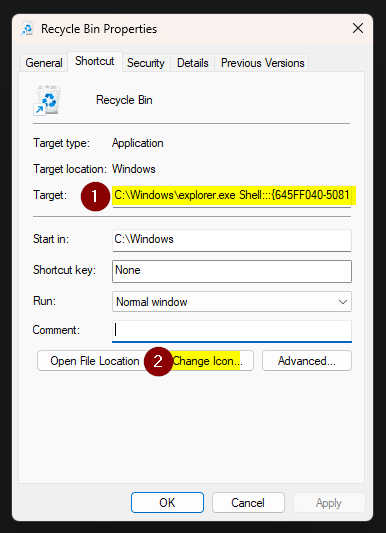 Recycle Bin Properties
General Shortcut Security Details Previous Versions
Recycle Bin
Target type: Application
Target location: Windows
1
Target: C:\Windows\explorer.exe Shell:::{645FF040-5081
Start in: C:\Windows
Shortcut key: None
Run: Normal window
Comment:
Open File Location 2 Change Icon... Advanced...
OK Cancel Apply